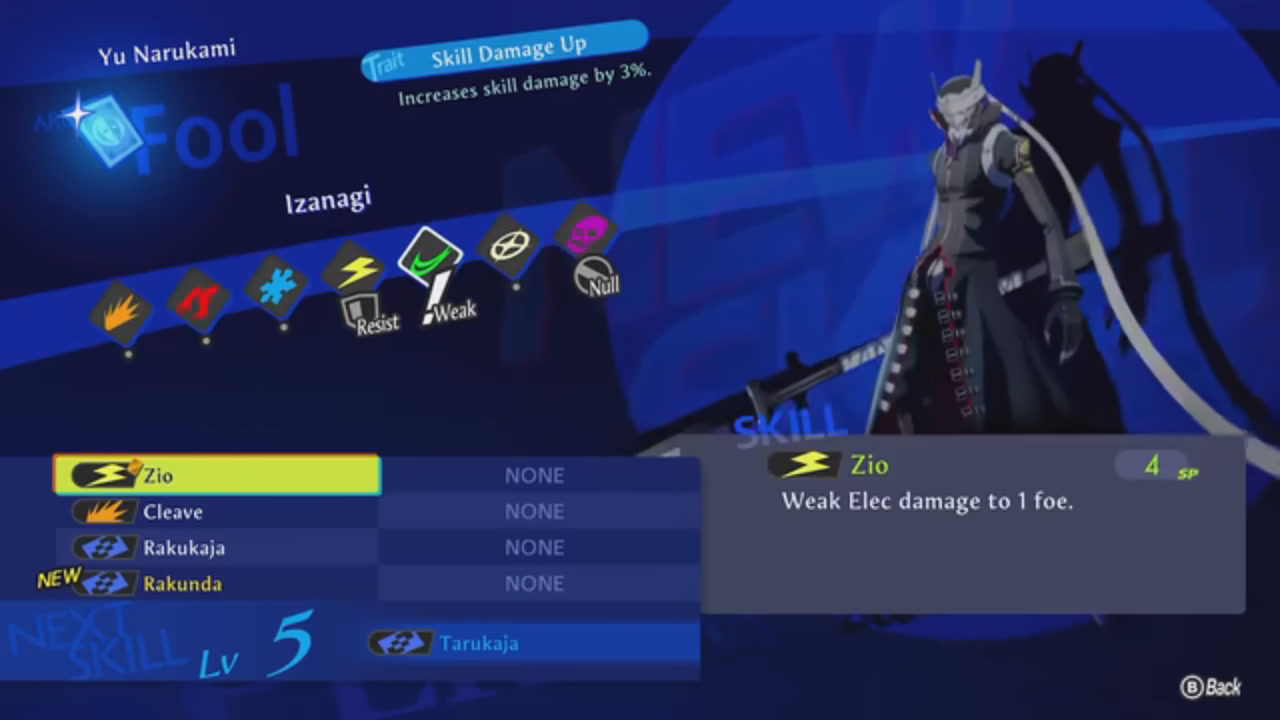 Yu Narukami
Trait Skill Damage Up
Increases skill damage by 3%.
Fool
Izanagi
Resist
Weak
Null
SKILL
Zio
NONE
Cleave
NONE
Rakukaja
NONE
NEW Rakunda
NONE
NEXT SKILL Lv 5 Tarukaja
Zio 4 SP
Weak Elec damage to 1 foe.
B Back